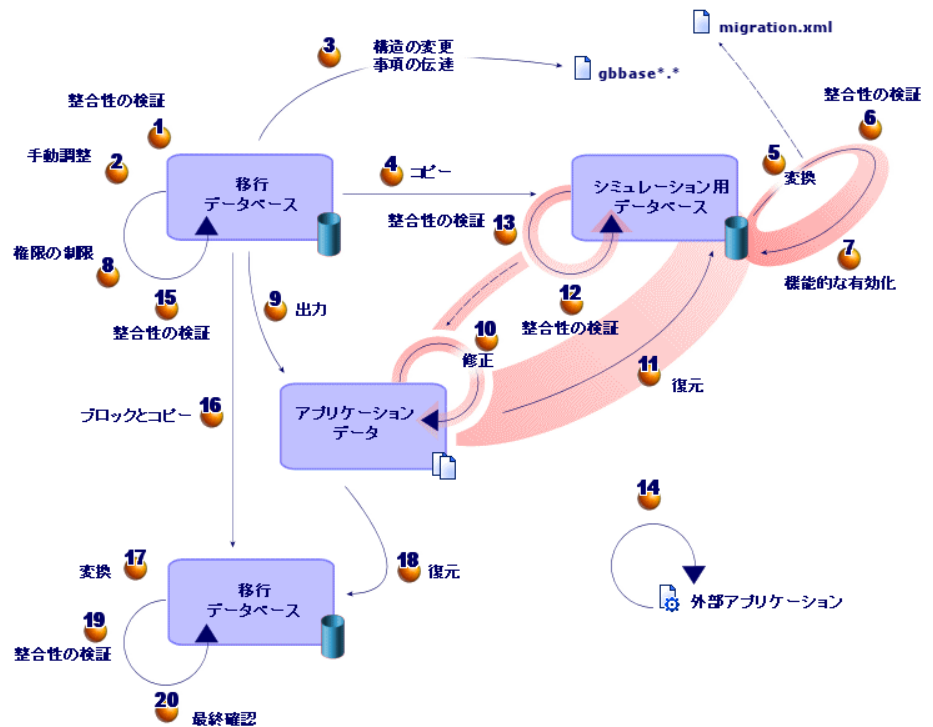 migration.xml
3
構造の変更
事項の伝達
gbbase*.*
整合性の検証
6
整合性の検証
1
手動調整
2
移行
データベース
4
コピー
シミュレーション用
データベース
5
変換
整合性の検証
13
7
機能的な有効化
権限の制限
8
15
整合性の検証
9
出力
12
整合性の検証
10
修正
11
復元
ブロックとコピー
16
アプリケーション
データ
14
外部アプリケーション
17
変換
移行
データベース
18
復元
19
整合性の検証
20
最終確認